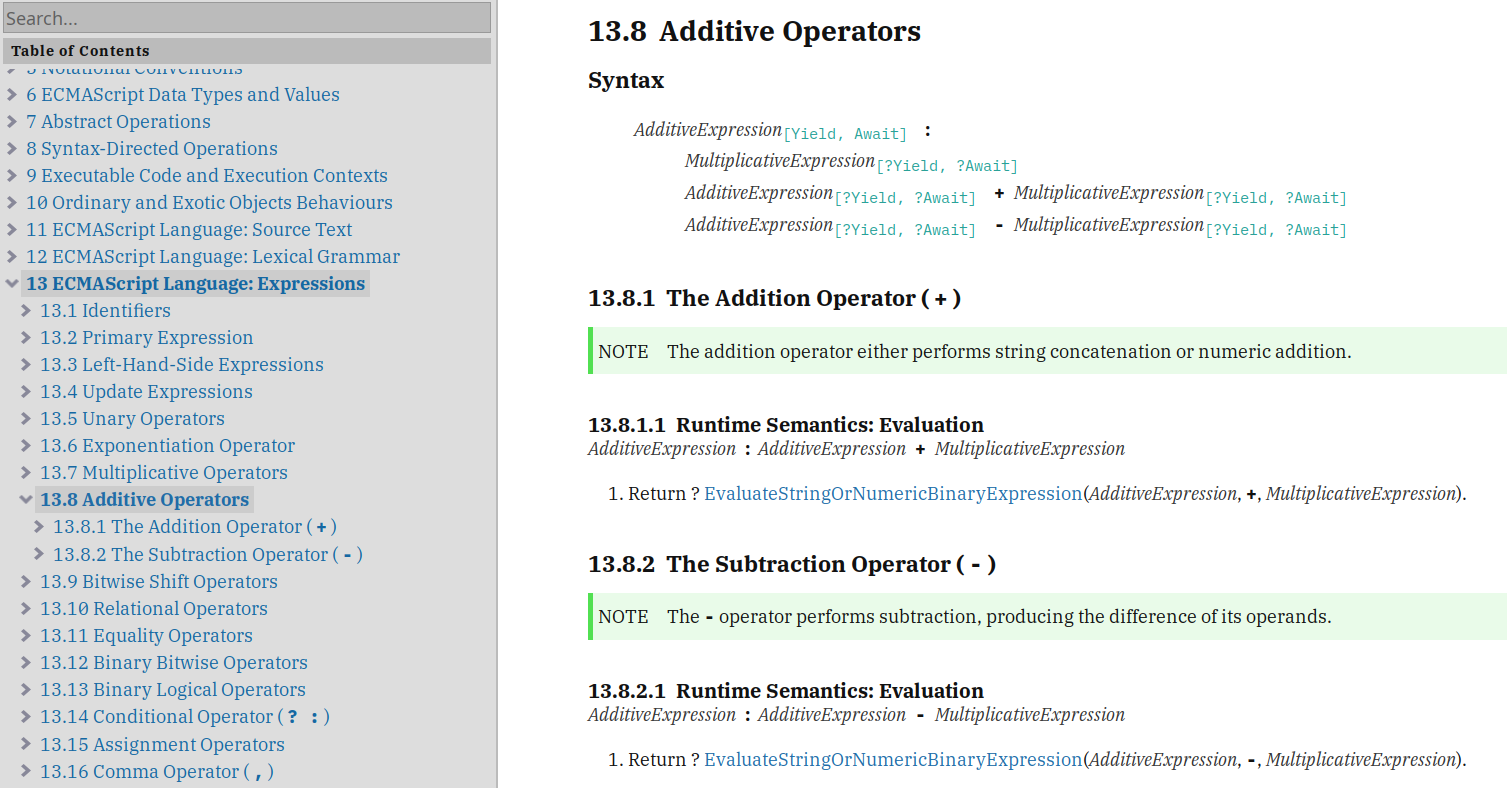 Search...
Table of Contents
5 Notational Conventions
6 ECMAScript Data Types and Values
7 Abstract Operations
8 Syntax-Directed Operations
9 Executable Code and Execution Contexts
10 Ordinary and Exotic Objects Behaviours
11 ECMAScript Language: Source Text
12 ECMAScript Language: Lexical Grammar
13 ECMAScript Language: Expressions
13.1 Identifiers
13.2 Primary Expression
13.3 Left-Hand-Side Expressions
13.4 Update Expressions
13.5 Unary Operators
13.6 Exponentiation Operator
13.7 Multiplicative Operators
13.8 Additive Operators
13.8.1 The Addition Operator ( + )
13.8.2 The Subtraction Operator ( - )
13.9 Bitwise Shift Operators
13.10 Relational Operators
13.11 Equality Operators
13.12 Binary Bitwise Operators
13.13 Binary Logical Operators
13.14 Conditional Operator ( ? : )
13.15 Assignment Operators
13.16 Comma Operator ( , )
13.8 Additive Operators
Syntax
AdditiveExpression[Yield, Await] :
MultiplicativeExpression[?Yield, ?Await]
AdditiveExpression[?Yield, ?Await] + MultiplicativeExpression[?Yield, ?Await]
AdditiveExpression[?Yield, ?Await] - MultiplicativeExpression[?Yield, ?Await]
13.8.1 The Addition Operator ( + )
NOTE The addition operator either performs string concatenation or numeric addition.
13.8.1.1 Runtime Semantics: Evaluation
AdditiveExpression : AdditiveExpression + MultiplicativeExpression
1. Return ? EvaluateStringOrNumericBinaryExpression(AdditiveExpression, +, MultiplicativeExpression).
13.8.2 The Subtraction Operator ( - )
NOTE The - operator performs subtraction, producing the difference of its operands.
13.8.2.1 Runtime Semantics: Evaluation
AdditiveExpression : AdditiveExpression - MultiplicativeExpression
1. Return ? EvaluateStringOrNumericBinaryExpression(AdditiveExpression, -, MultiplicativeExpression).